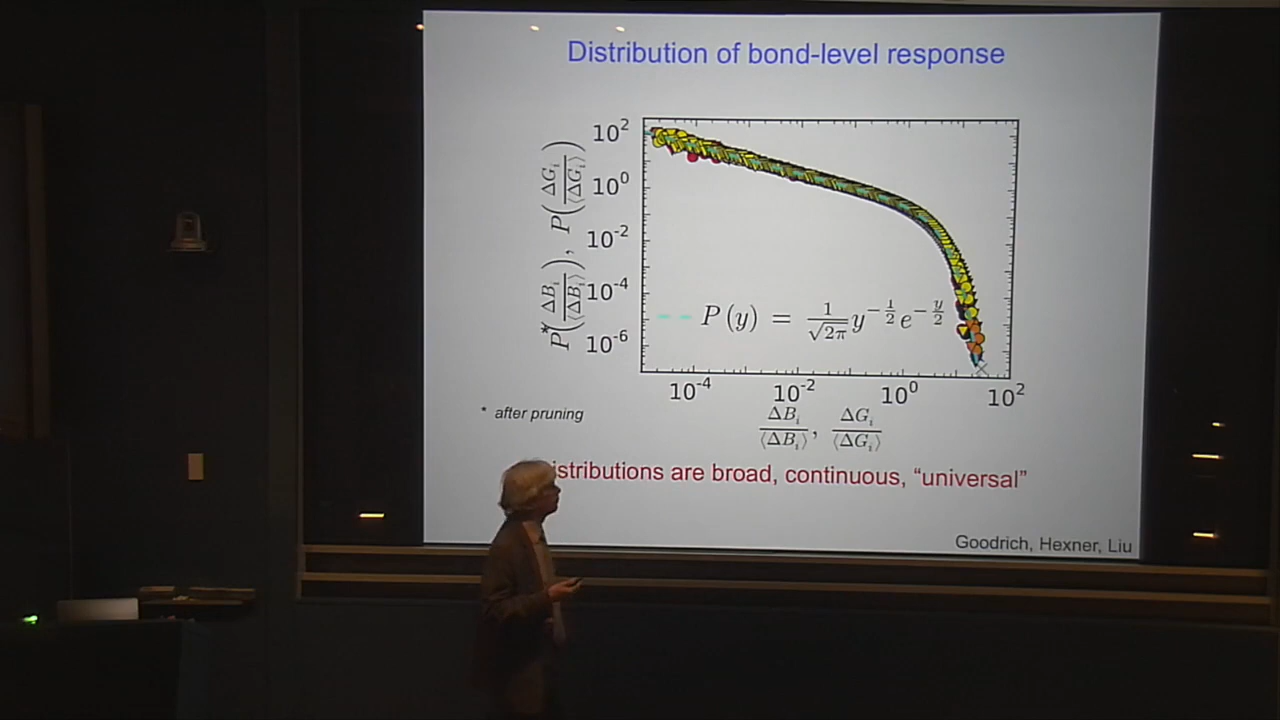 Distribution of bond-level response
P(ΔB_i/⟨ΔB_i⟩), P(ΔG_i/⟨ΔG_i⟩)
*
10^2
10^0
10^-2
10^-4
10^-6
P(y) = 1/√2π y^-1/2 e^-y/2
10^-4 10^-2 10^0 10^2
ΔB_i/⟨ΔB_i⟩, ΔG_i/⟨ΔG_i⟩
* after pruning
istributions are broad, continuous, “universal”
Goodrich, Hexner, Liu